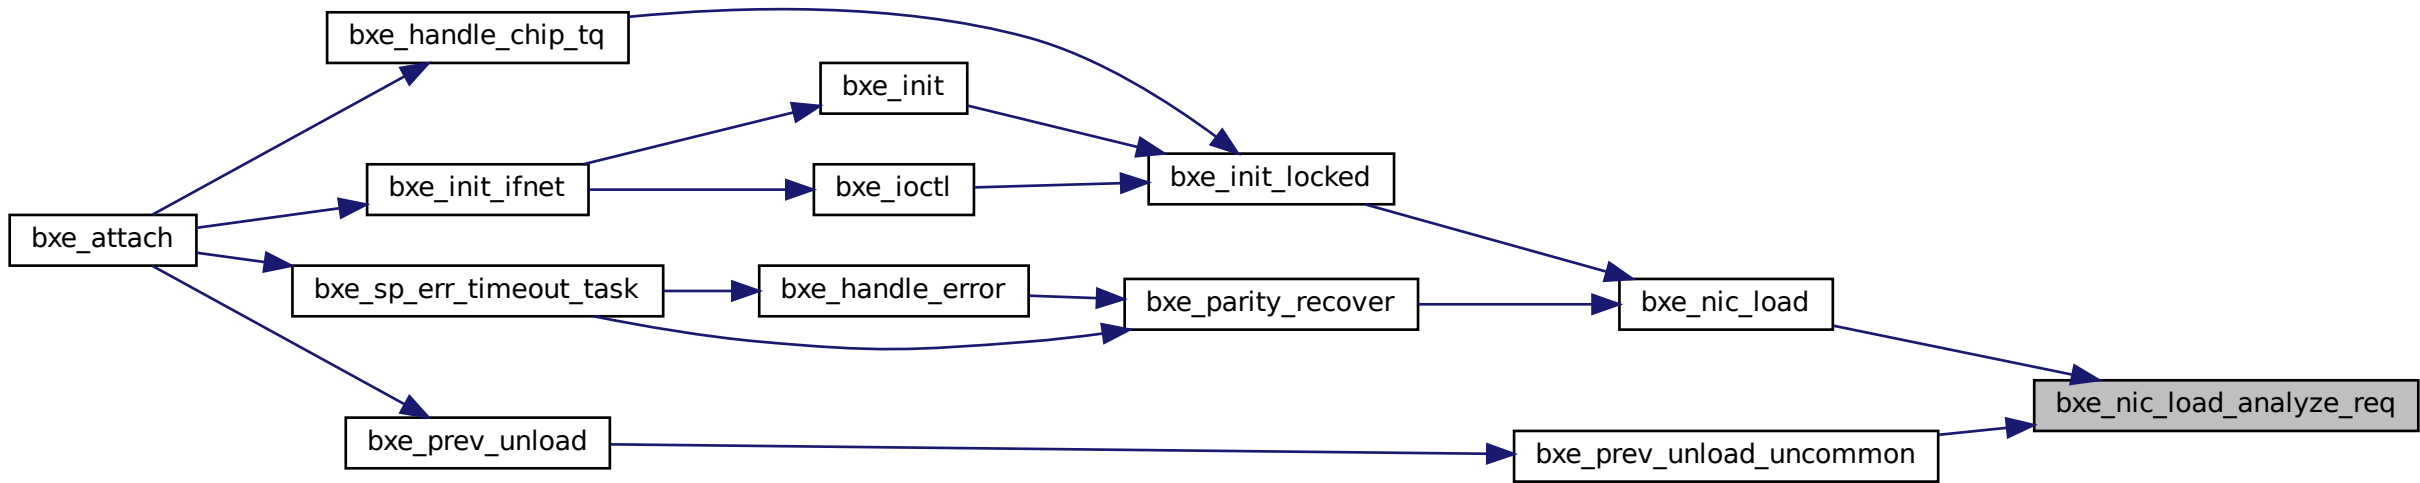 bxe_handle_chip_tq
bxe_init
bxe_init_locked
bxe_init_ifnet
bxe_ioctl
bxe_attach
bxe_sp_err_timeout_task
bxe_handle_error
bxe_parity_recover
bxe_nic_load
bxe_nic_load_analyze_req
bxe_prev_unload
bxe_prev_unload_uncommon